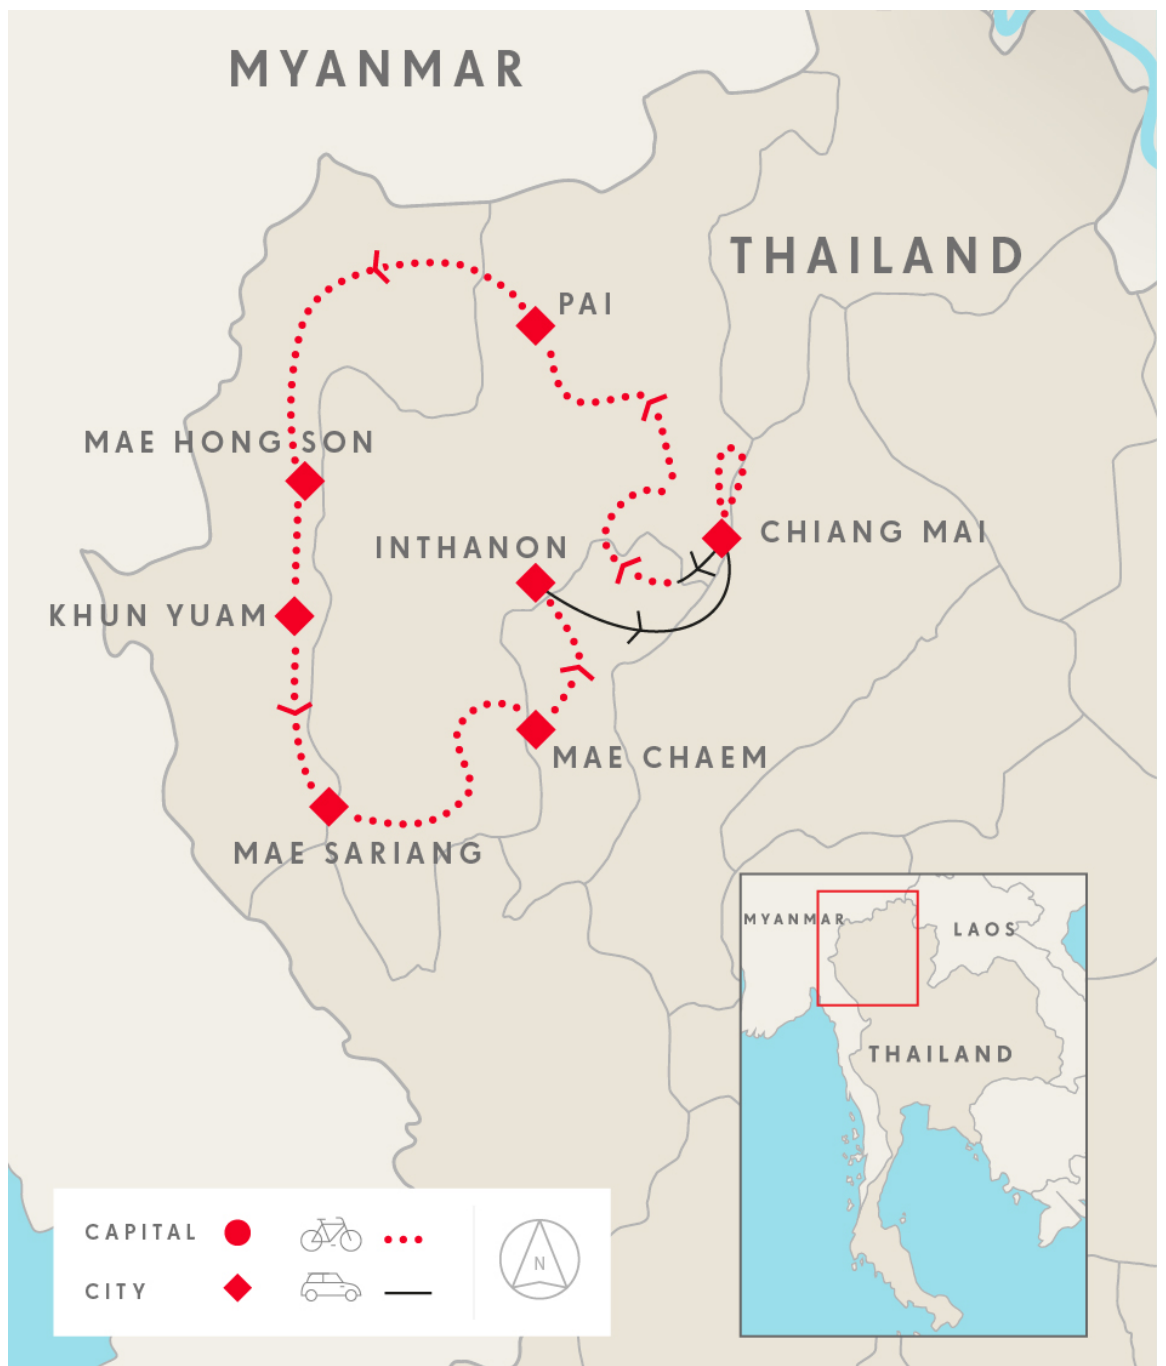 MYANMAR
THAILAND
PAI
MAE HONG SON
CHIANG MAI
INTHANON
KHUN YUAM
MAE CHAEM
MAE SARIANG
MYANMAR
LAOS
THAILAND
CAPITAL
CITY
N